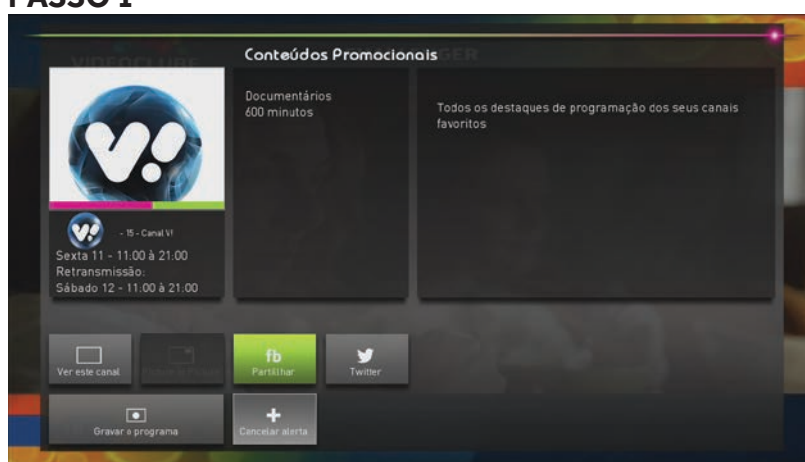 PASSO 1
VIDEOCLUBE
Conteúdos Promocionais
Documentários
600 minutos
Todos os destaques de programação dos seus canais
favoritos
V!
V!
- 15 - Canal V!
Sexta 11 - 11:00 à 21:00
Retransmissão:
Sábado 12 - 11:00 à 21:00
Ver este canal
fb
Partilhar
Twitter
Gravar o programa
Cancelar alerta